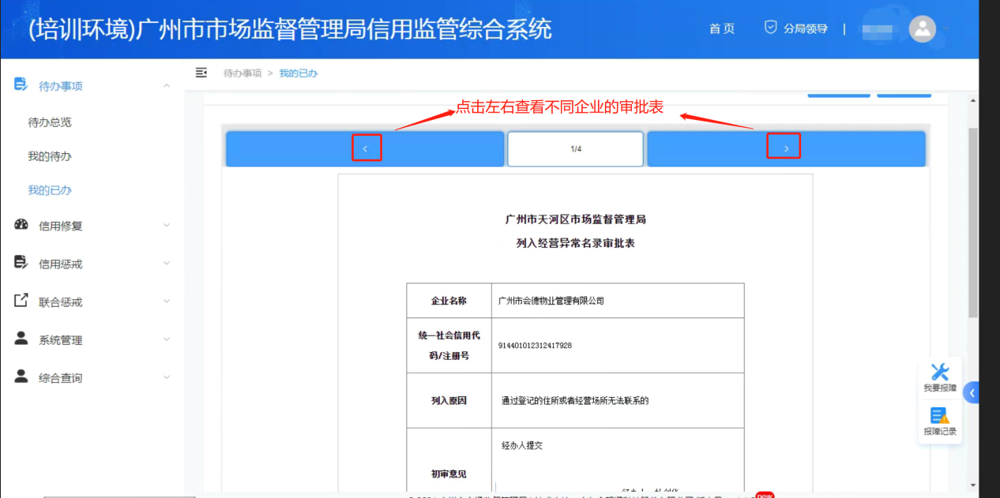 (培训环境)广州市市场监督管理局信用监管综合系统
首页
分局领导
|
待办事项
待办总览
我的待办
我的已办
信用修复
信用惩戒
联合惩戒
系统管理
综合查询
待办事项 > 我的已办
点击左右查看不同企业的审批表
1/4
广州市天河区市场监督管理局
列入经营异常名录审批表
企业名称
广州市会德物业管理有限公司
统一社会信用代
码/注册号
914401012312417928
列入原因
通过登记的住所或者经营场所无法联系的
初审意见
经办人提交
我要报障
报障记录
new